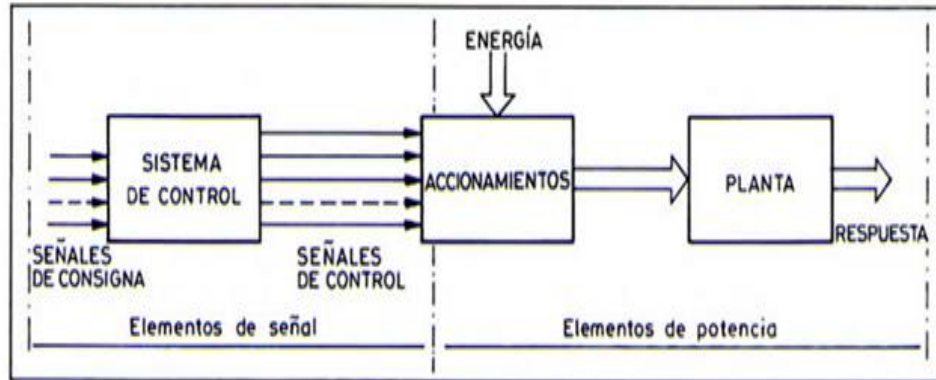 ENERGÍA
SISTEMA
DE CONTROL
ACCIONAMIENTOS
PLANTA
SEÑALES
DE CONSIGNA
SEÑALES
DE CONTROL
RESPUESTA
Elementos de señal
Elementos de potencia